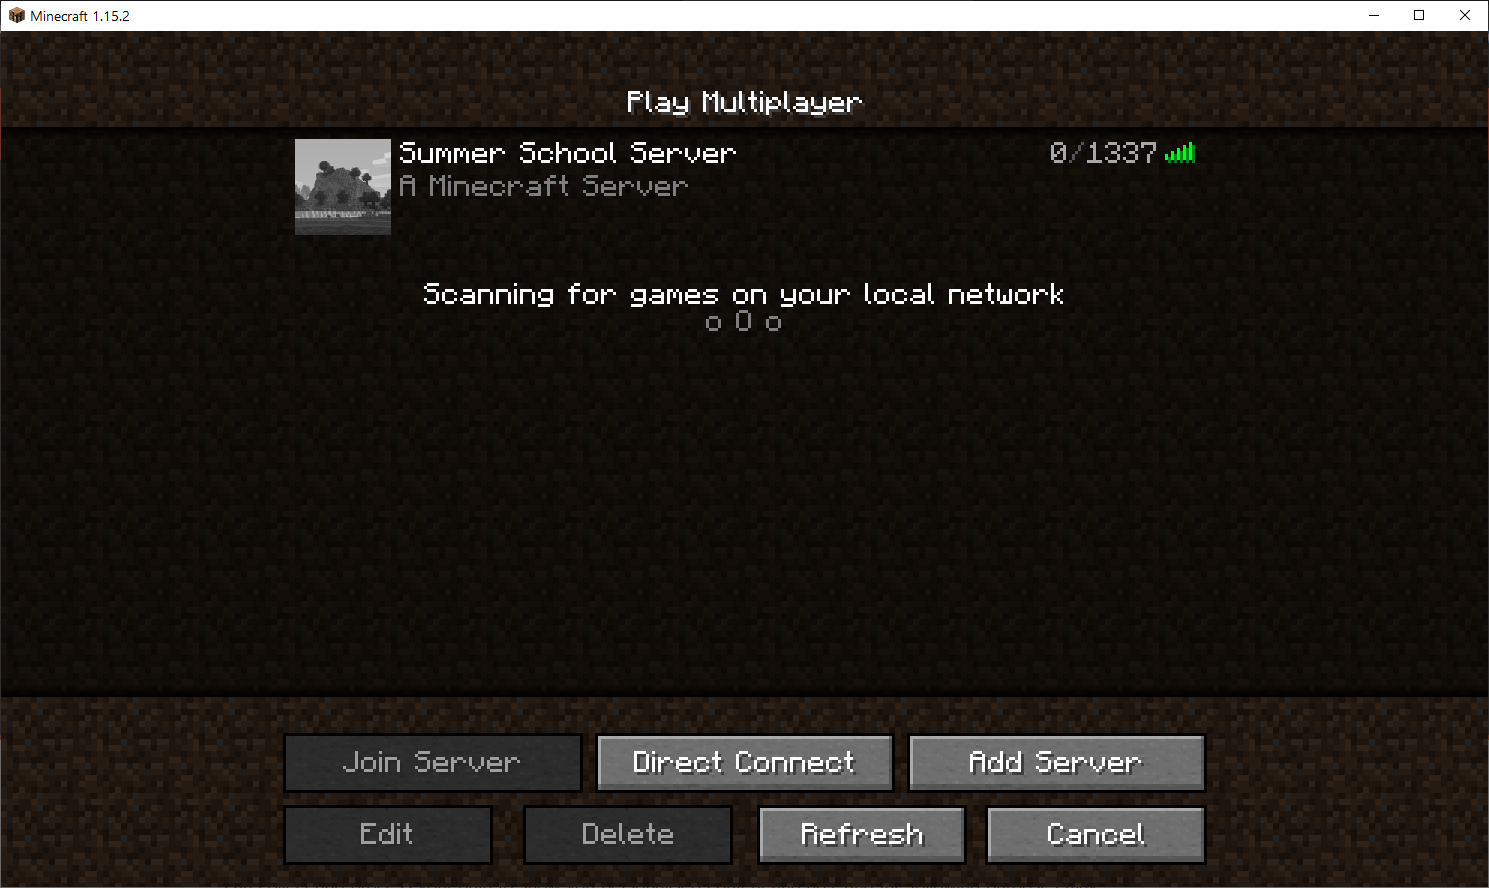 Minecraft 1.15.2
Play Multiplayer
Summer School Server 0/1337
A Minecraft Server
Scanning for games on your local network
o O o
Join Server Direct Connect Add Server
Edit Delete Refresh Cancel